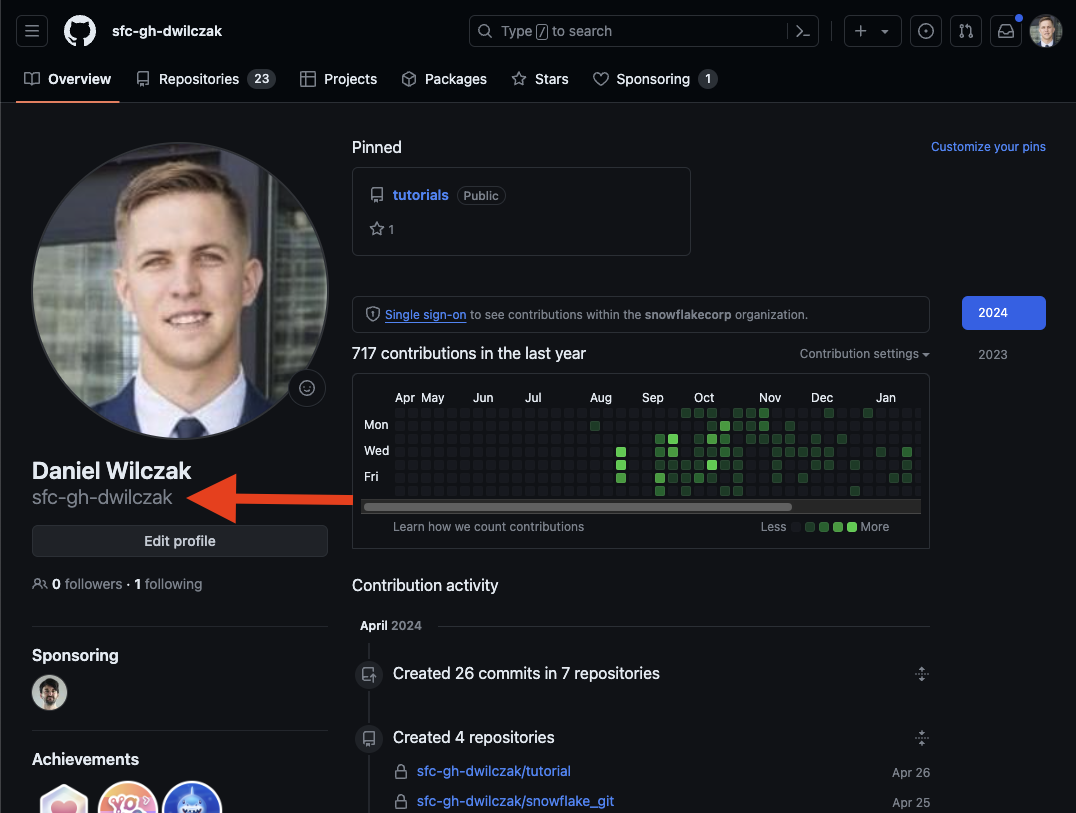 sfc-gh-dwilczak
Type / to search
Overview
Repositories 23
Projects
Packages
Stars
Sponsoring 1
Daniel Wilczak
sfc-gh-dwilczak
Edit profile
0 followers · 1 following
Sponsoring
Achievements
YOLO
Pinned
Customize your pins
tutorials Public
1
Single sign-on to see contributions within the snowflakecorp organization.
2024
2023
717 contributions in the last year
Contribution settings
Apr May Jun Jul Aug Sep Oct Nov Dec Jan
Mon
Wed
Fri
Learn how we count contributions
Less More
Contribution activity
April 2024
Created 26 commits in 7 repositories
Created 4 repositories
sfc-gh-dwilczak/tutorial Apr 26
sfc-gh-dwilczak/snowflake_git Apr 25